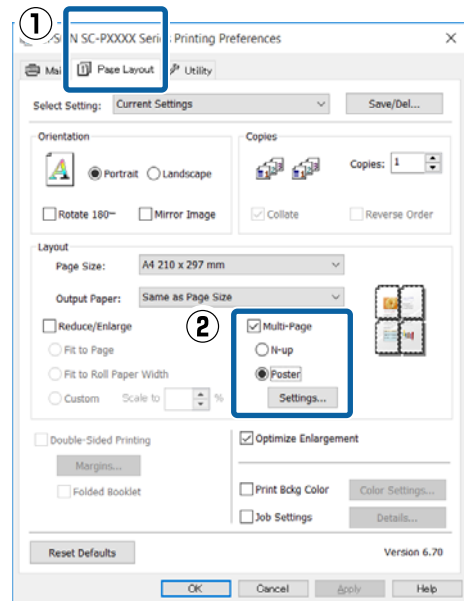 ①
SON SC-PXXXX Series Printing Preferences
Mai Page Layout Utility
Select Setting: Current Settings Save/Del...
Orientation Copies
Portrait Landscape Copies: 1
Rotate 180° Mirror Image Collate Reverse Order
Layout
Page Size: A4 210 x 297 mm
Output Paper: Same as Page Size
②
Reduce/Enlarge Multi-Page
Fit to Page N-up
Fit to Roll Paper Width Poster
Custom Scale to % Settings...
Double-Sided Printing Optimize Enlargement
Margins...
Folded Booklet Print Bckg Color Color Settings...
Job Settings Details...
Reset Defaults Version 6.70
OK Cancel Apply Help